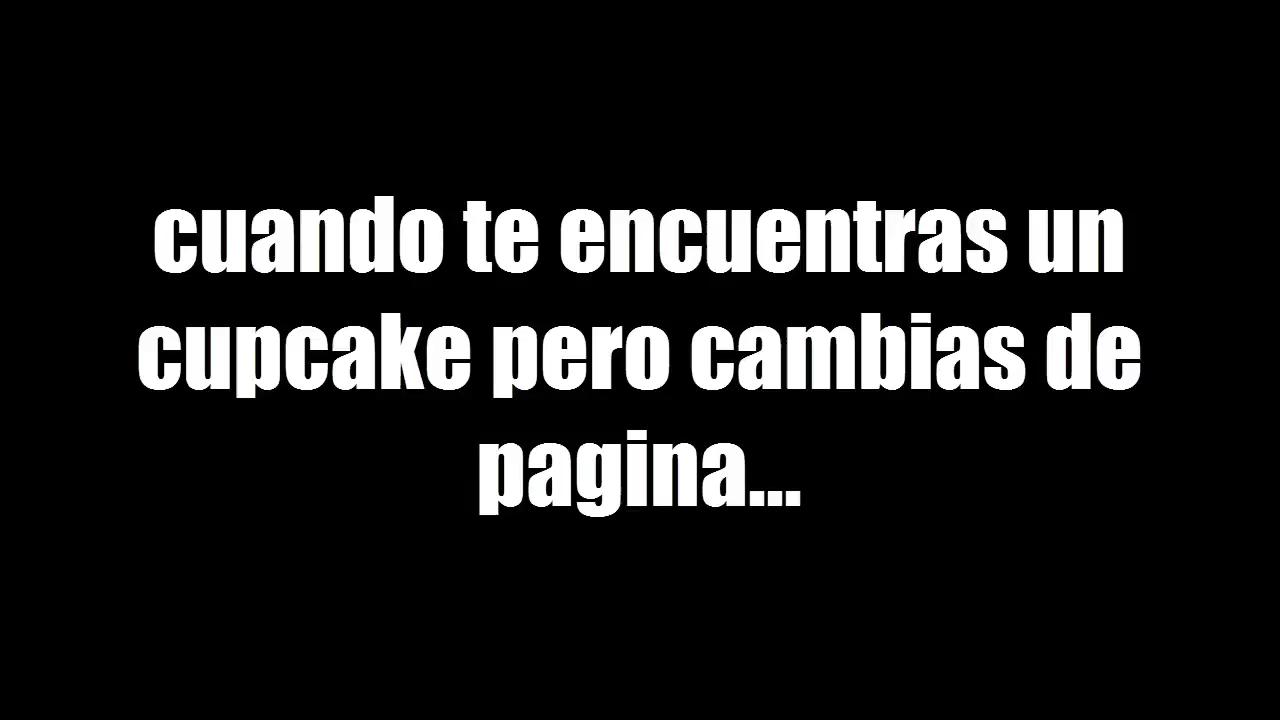 cuando te encuentras un
cupcake pero cambias de
pagina...